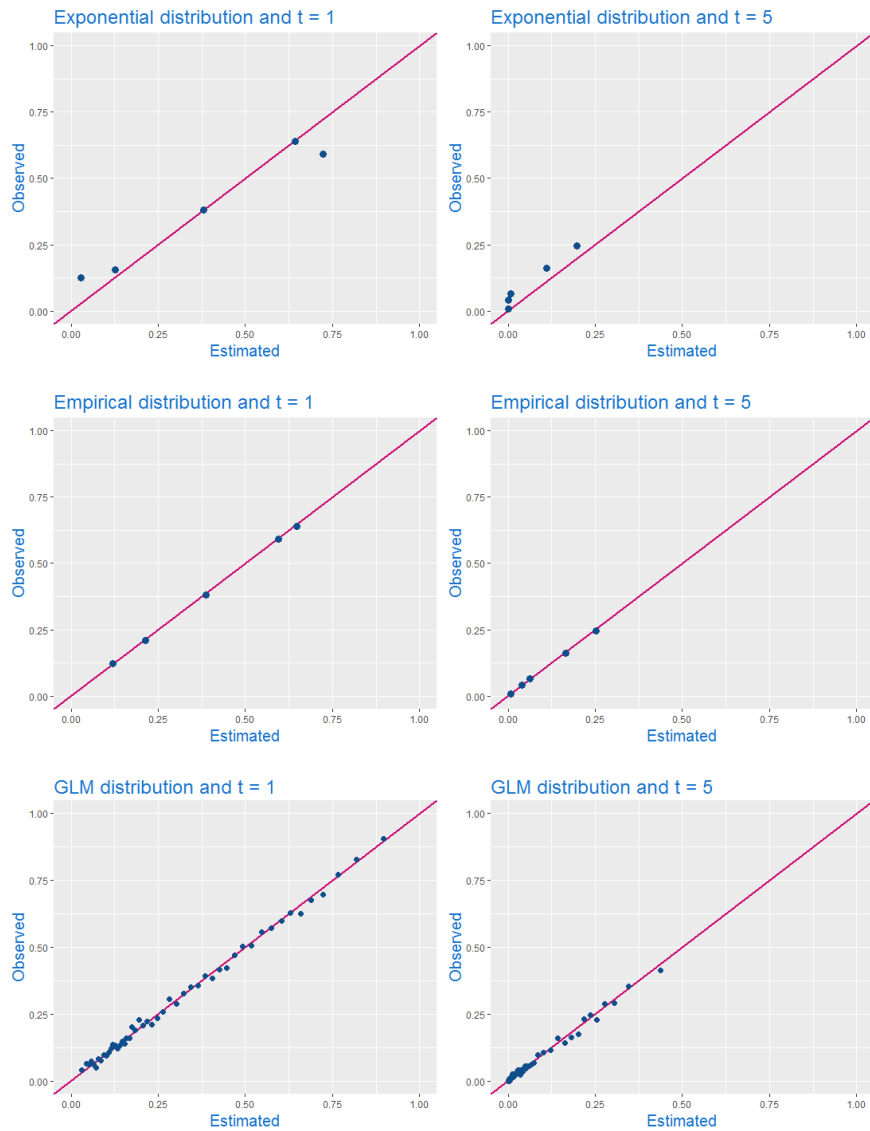 Exponential distribution and t = 1
1.00
0.75
0.50
0.25
0.00
Observed
0.00 0.25 0.50 0.75 1.00
Estimated
Exponential distribution and t = 5
1.00
0.75
0.50
0.25
0.00
Observed
0.00 0.25 0.50 0.75 1.00
Estimated
Empirical distribution and t = 1
1.00
0.75
0.50
0.25
0.00
Observed
0.00 0.25 0.50 0.75 1.00
Estimated
Empirical distribution and t = 5
1.00
0.75
0.50
0.25
0.00
Observed
0.00 0.25 0.50 0.75 1.00
Estimated
GLM distribution and t = 1
1.00
0.75
0.50
0.25
0.00
Observed
0.00 0.25 0.50 0.75 1.00
Estimated
GLM distribution and t = 5
1.00
0.75
0.50
0.25
0.00
Observed
0.00 0.25 0.50 0.75 1.00
Estimated